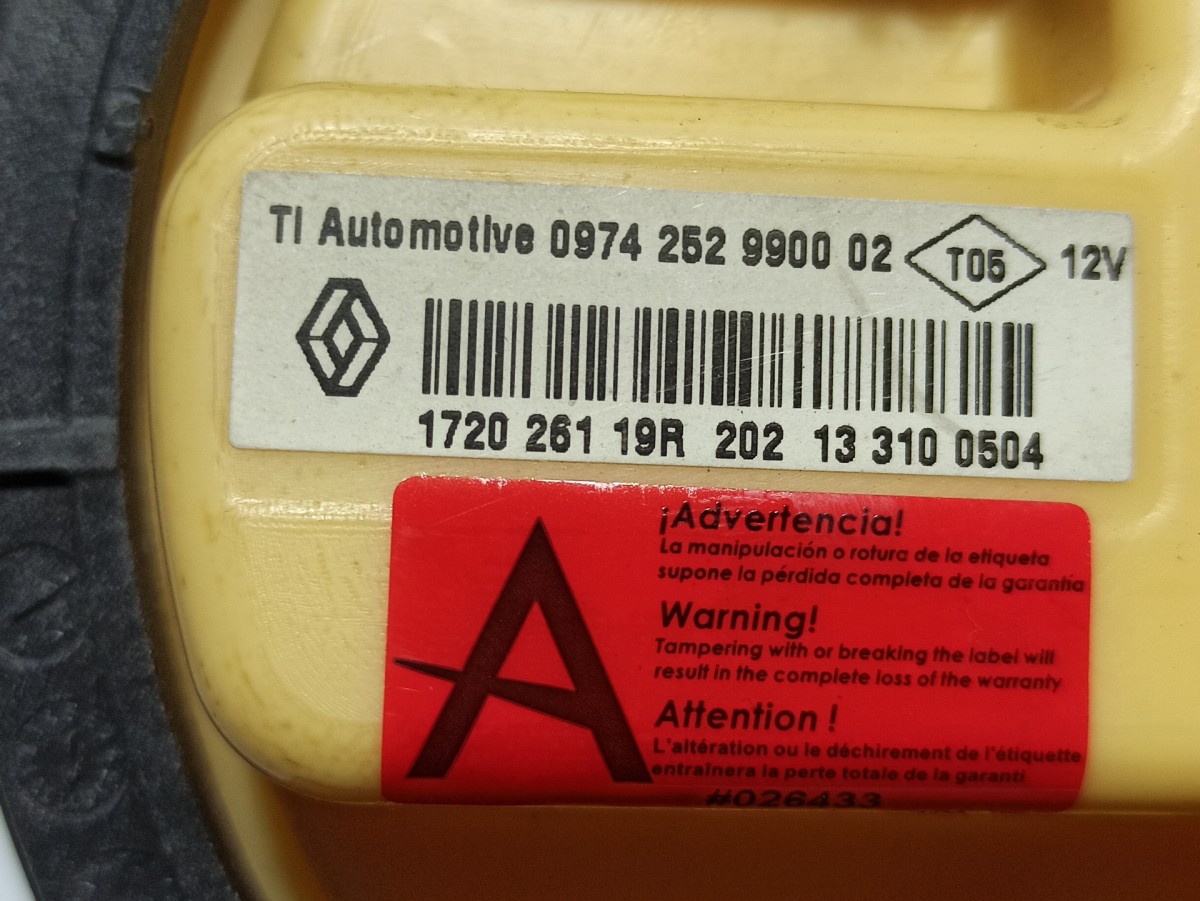 TI Automotive 0974 252 9900 02 T05 12V
1720 261 19R 202 13 310 0504
¡Advertencia!
La manipulación o rotura de la etiqueta
supone la pérdida completa de la garantía
Warning!
Tampering with or breaking the label will
result in the complete loss of the warranty
Attention !
L'altération ou le déchirement de l'étiquette
entraînera la perte totale de la garanti
#026433